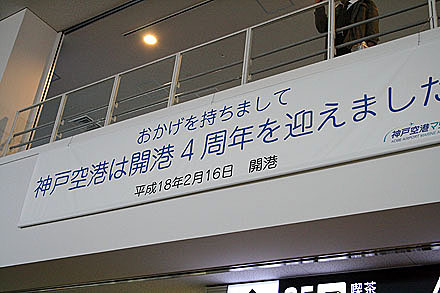 おかげを持ちまして
神戸空港は開港4周年を迎えました
平成18年2月16日 開港
神戸空港マ
喫茶